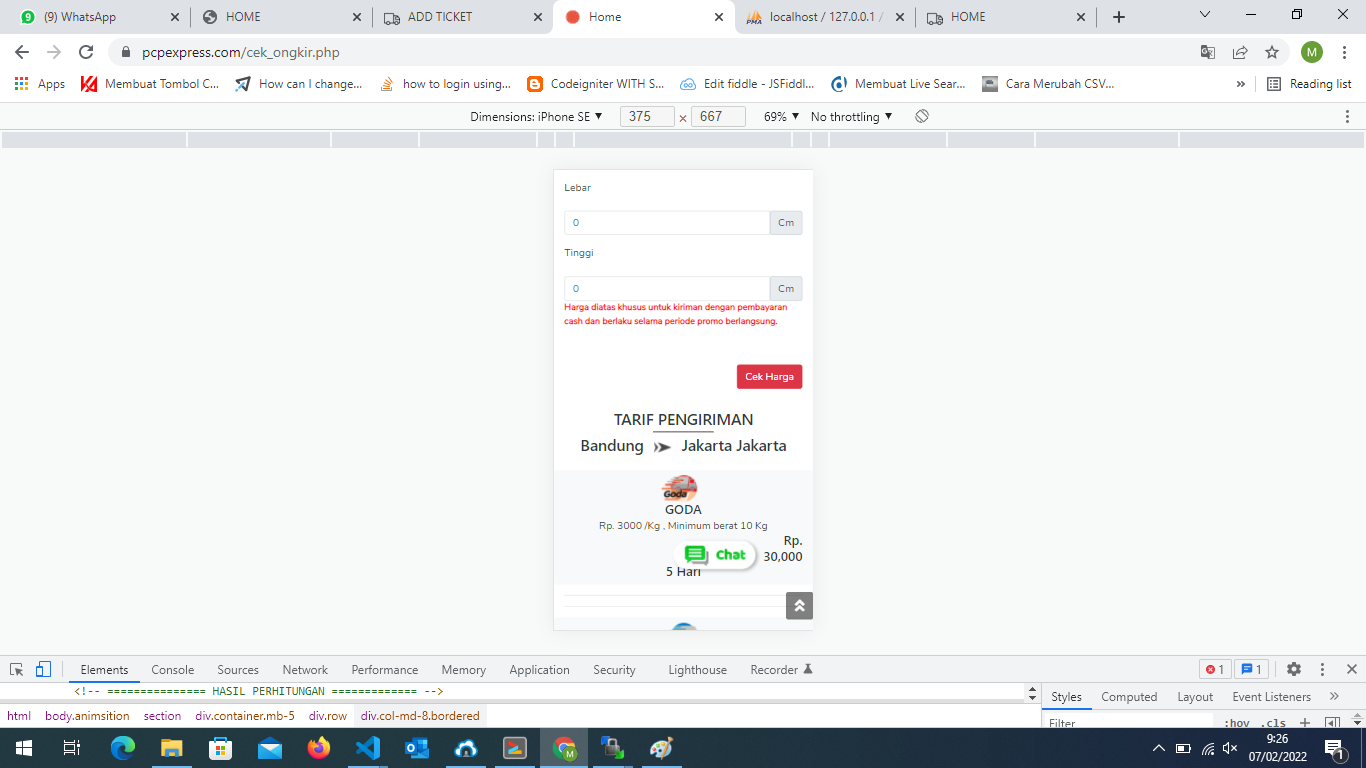 (9) WhatsApp
HOME
ADD TICKET
Home
localhost / 127.0.0.1 /
HOME
pcpexpress.com/cek_ongkir.php
M
Apps
Membuat Tombol C...
How can I change...
how to login using...
Codeigniter WITH S...
Edit fiddle - JSFiddl...
Membuat Live Sear...
Cara Merubah CSV...
»
Reading list
Dimensions: iPhone SE ▼
375 × 667
69% ▼
No throttling ▼
Lebar
0 Cm
Tinggi
0 Cm
Harga diatas khusus untuk kiriman dengan pembayaran
cash dan berlaku selama periode promo berlangsung.
Cek Harga
TARIF PENGIRIMAN
Bandung Jakarta Jakarta
Goda
GODA
Rp. 3000 /Kg , Minimum berat 10 Kg
Rp.
30,000
Chat
5 Hari
Elements Console Sources Network Performance Memory Application Security Lighthouse Recorder
1 1
<!-- =============== HASIL PERHITUNGAN ============= -->
Styles Computed Layout Event Listeners »
html body.animsition section div.container.mb-5 div.row div.col-md-8.bordered
Filter :hov .cls +
9:26
07/02/2022
1